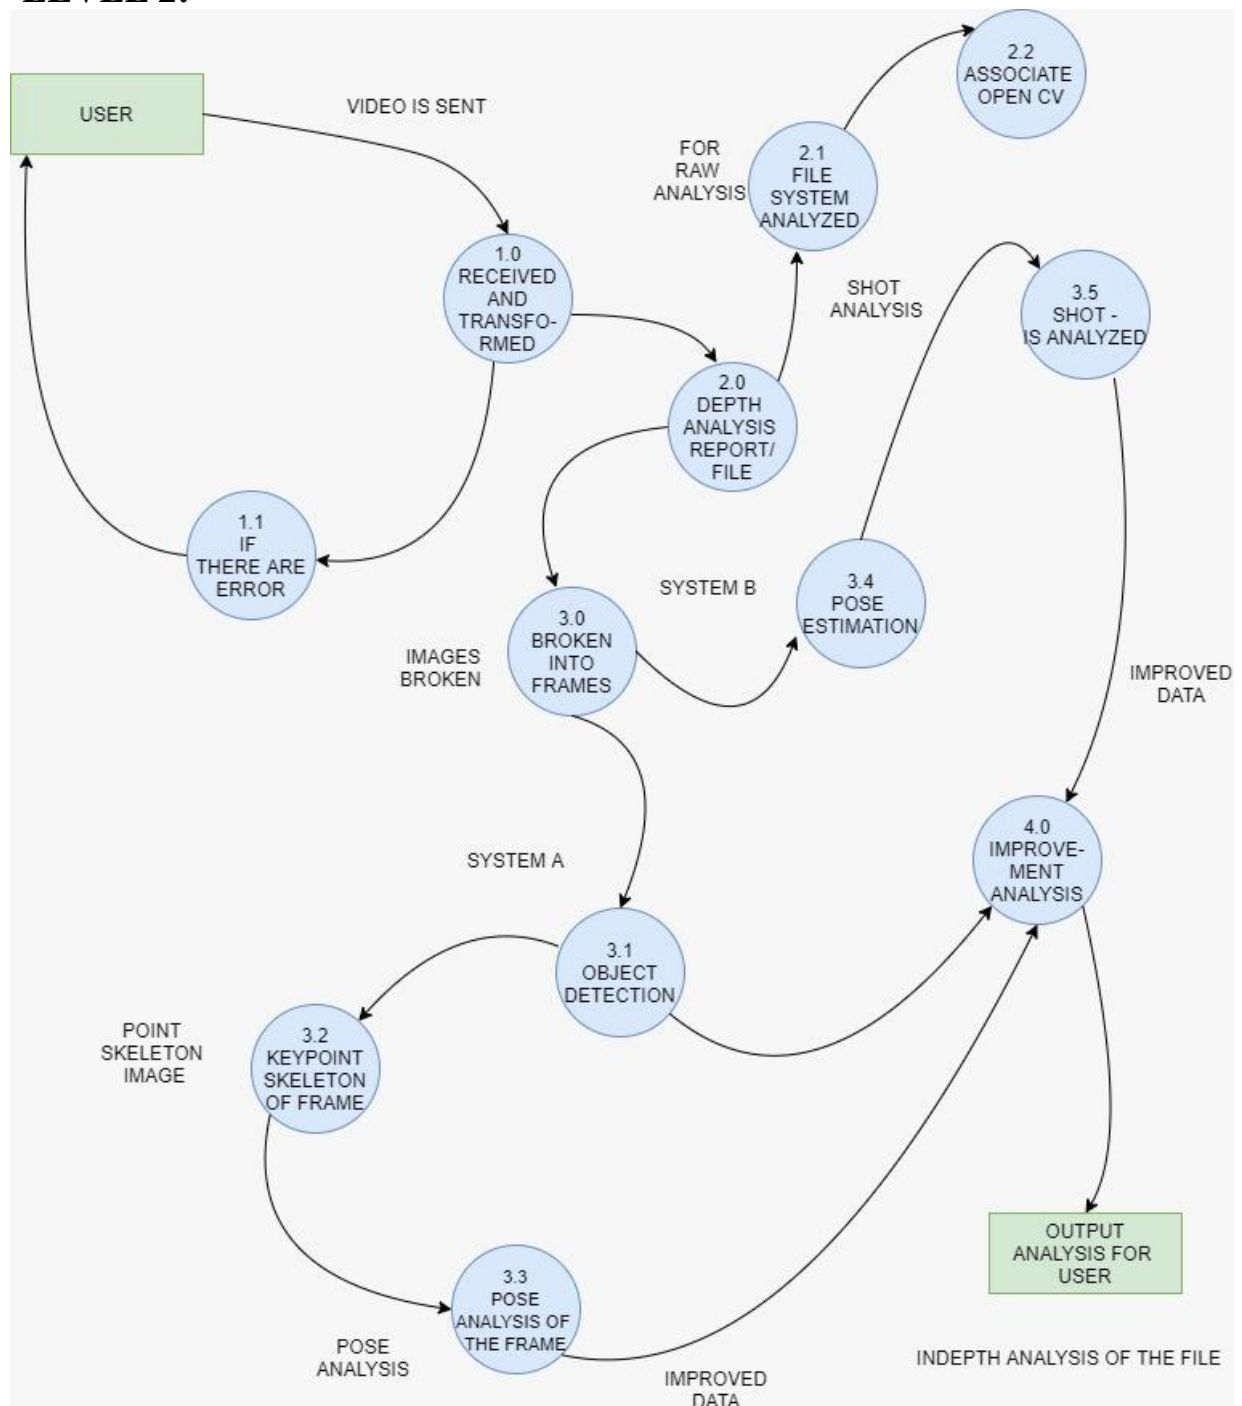 LEVEL 2:
USER
VIDEO IS SENT
2.2
ASSOCIATE
OPEN CV
FOR
RAW
ANALYSIS
2.1
FILE
SYSTEM
ANALYZED
1.0
RECEIVED
AND
TRANSFO-
RMED
SHOT
ANALYSIS
3.5
SHOT -
IS ANALYZED
2.0
DEPTH
ANALYSIS
REPORT/
FILE
1.1
IF
THERE ARE
ERROR
SYSTEM B
3.4
POSE
ESTIMATION
IMAGES
BROKEN
3.0
BROKEN
INTO
FRAMES
IMPROVED
DATA
SYSTEM A
4.0
IMPROVE-
MENT
ANALYSIS
3.1
OBJECT
DETECTION
POINT
SKELETON
IMAGE
3.2
KEYPOINT
SKELETON
OF FRAME
OUTPUT
ANALYSIS FOR
USER
3.3
POSE
ANALYSIS OF
THE FRAME
POSE
ANALYSIS
IMPROVED
DATA
INDEPTH ANALYSIS OF THE FILE